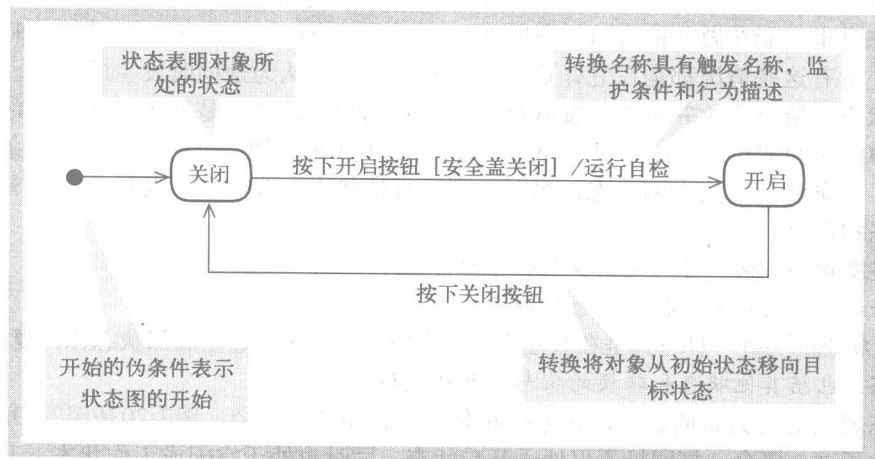 状态表明对象所
处的状态
转换名称具有触发名称，监
护条件和行为描述
关闭
按下开启按钮［安全盖关闭］/运行自检
开启
按下关闭按钮
开始的伪条件表示
状态图的开始
转换将对象从初始状态移向目
标状态